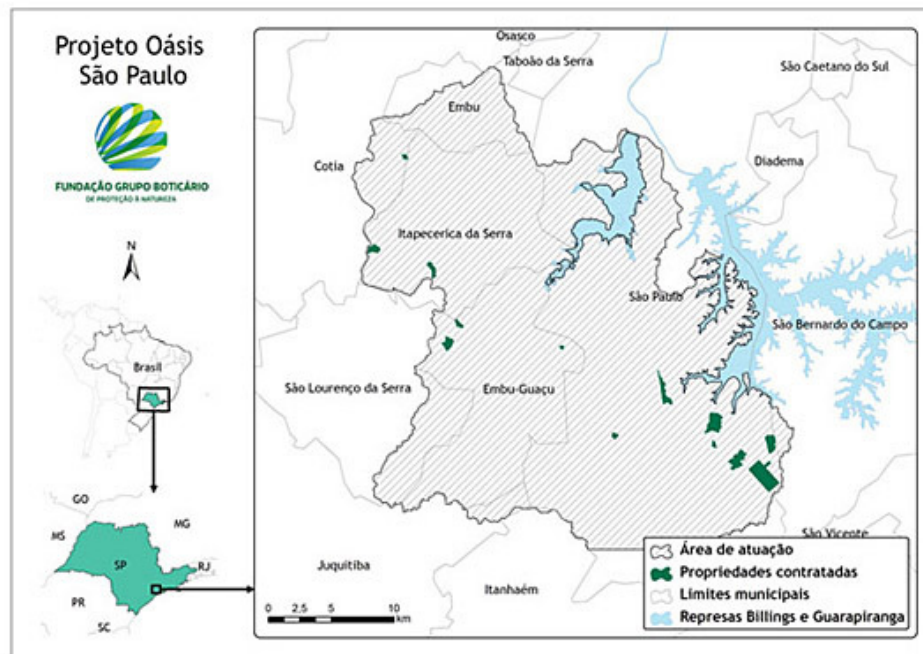 Projeto Oásis
São Paulo
FUNDAÇÃO GRUPO BOTICÁRIO
DE PROTEÇÃO À NATUREZA
N
Brasil
GO
MS
MG
SP
RJ
PR
SC
Osasco
Taboão da Serra
São Caetano do Sul
Embu
Cotia
Diadema
Itapecerica da Serra
São Paulo
São Bernardo do Campo
São Lourenço da Serra
Embu-Guaçu
São Vicente
Juquitiba
Itanhaém
0 2,5 5 10
km
Área de atuação
Propriedades contratadas
Limites municipais
Represas Billings e Guarapiranga